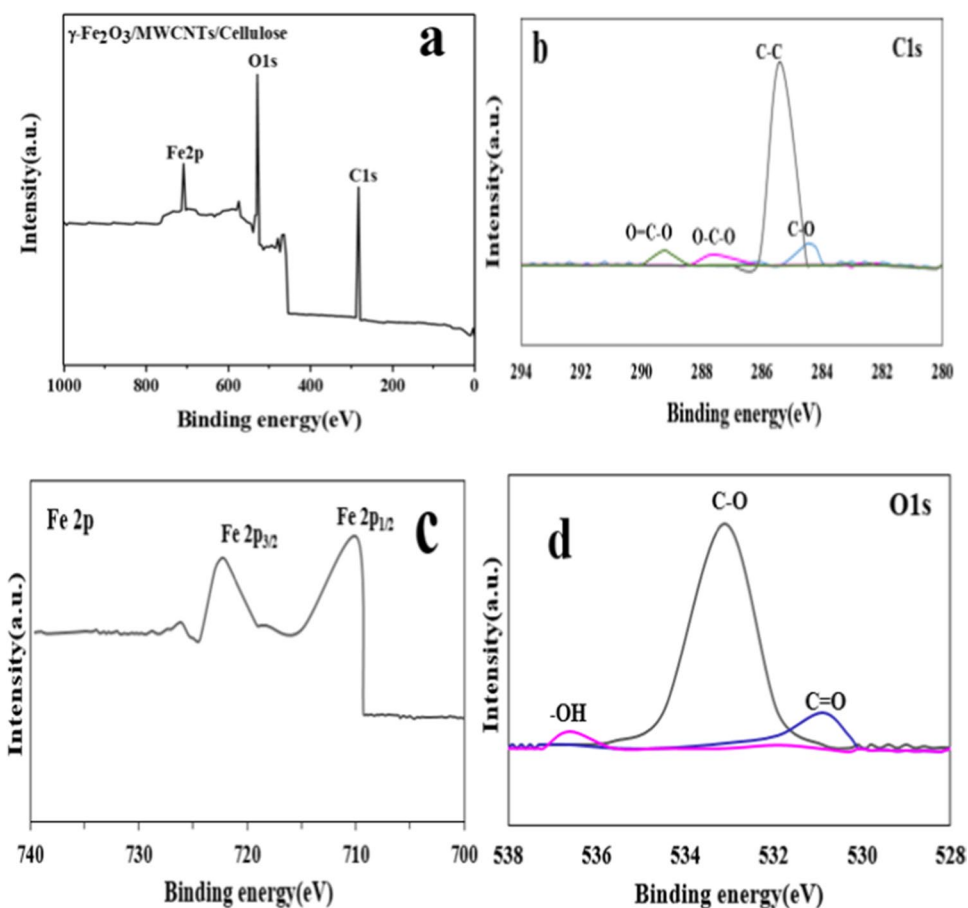 γ-Fe2O3/MWCNTs/Cellulose
a
O1s
Fe2p
C1s
Intensity(a.u.)
1000 800 600 400 200 0
Binding energy(eV)
b
C1s
C-C
O=C-O
O-C-O
C-O
Intensity(a.u.)
294 292 290 288 286 284 282 280
Binding energy(eV)
Fe 2p
Fe 2p3/2
Fe 2p1/2
c
Intensity(a.u.)
740 730 720 710 700
Binding energy(eV)
C-O
O1s
d
-OH
C=O
Intensity(a.u.)
538 536 534 532 530 528
Binding energy(eV)